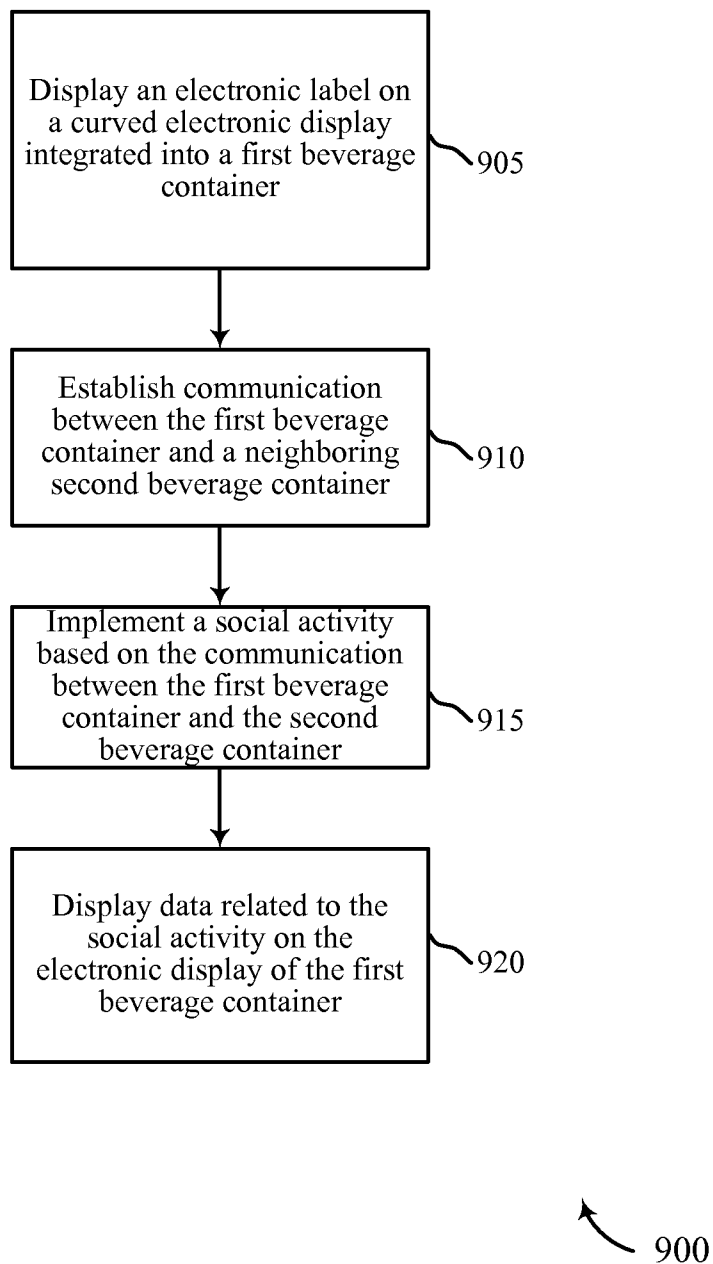 Display an electronic label on
a curved electronic display
integrated into a first beverage
container
905
Establish communication
between the first beverage
container and a neighboring
second beverage container
910
Implement a social activity
based on the communication
between the first beverage
container and the second
beverage container
915
Display data related to the
social activity on the
electronic display of the first
beverage container
920
900